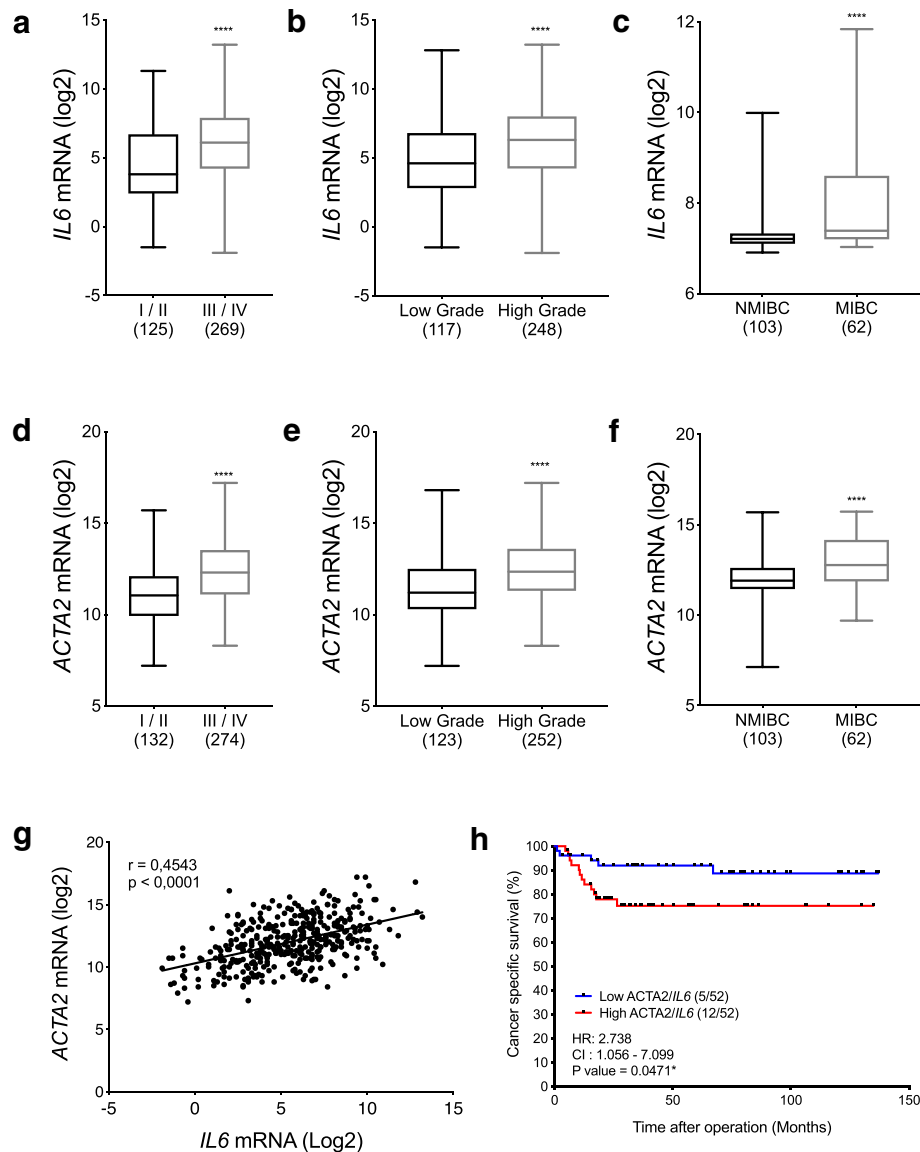 a
b
c
IL6 mRNA (log2)
15
10
5
0
-5
****
I / II
(125)
III / IV
(269)
IL6 mRNA (log2)
15
10
5
0
-5
****
Low Grade
(117)
High Grade
(248)
IL6 mRNA (log2)
12
10
8
6
****
NMIBC
(103)
MIBC
(62)
d
e
f
ACTA2 mRNA (log2)
20
15
10
5
****
I / II
(132)
III / IV
(274)
ACTA2 mRNA (log2)
20
15
10
5
****
Low Grade
(123)
High Grade
(252)
ACTA2 mRNA (log2)
20
15
10
5
****
NMIBC
(103)
MIBC
(62)
g
ACTA2 mRNA (log2)
20
15
10
5
0
r = 0,4543
p < 0,0001
-5
0
5
10
15
IL6 mRNA (Log2)
h
Cancer specific survival (%)
100
90
80
70
60
50
40
30
20
10
0
Low ACTA2/IL6 (5/52)
High ACTA2/IL6 (12/52)
HR: 2.738
CI : 1.056 - 7.099
P value = 0.0471*
0
50
100
150
Time after operation (Months)